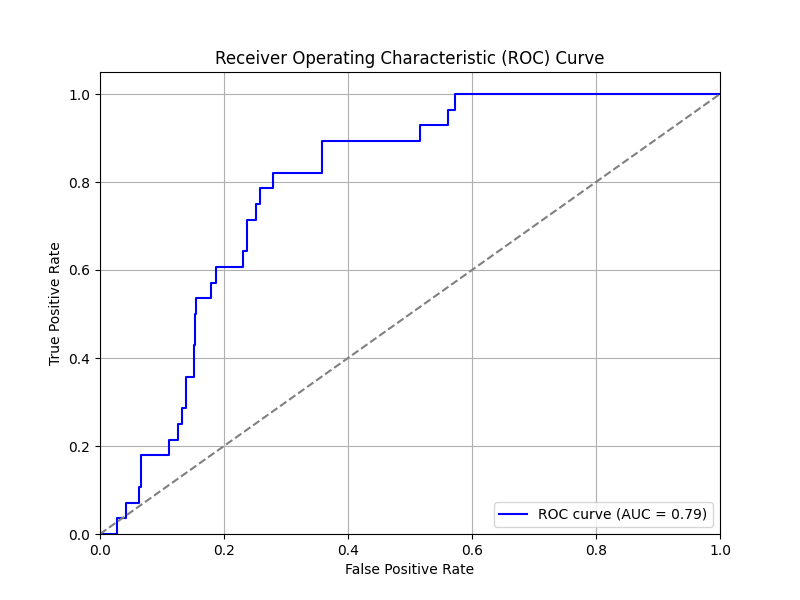 Receiver Operating Characteristic (ROC) Curve
True Positive Rate
1.0
0.8
0.6
0.4
0.2
0.0
ROC curve (AUC = 0.79)
0.0 0.2 0.4 0.6 0.8 1.0
False Positive Rate